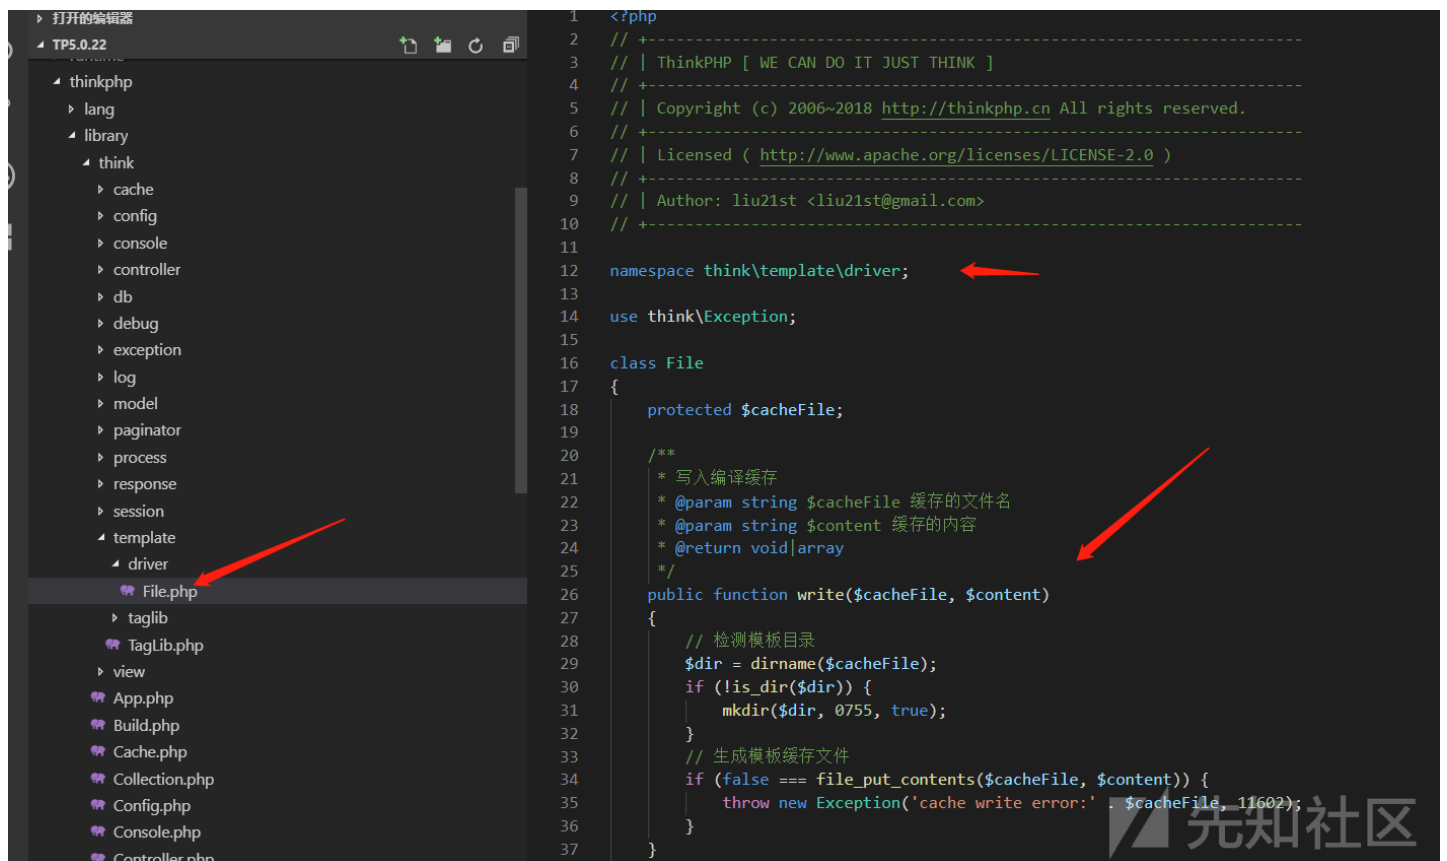 打开的编辑器
TP5.0.22
runtime
thinkphp
lang
library
think
cache
config
console
controller
db
debug
exception
log
model
paginator
process
response
session
template
driver
File.php
taglib
TagLib.php
view
App.php
Build.php
Cache.php
Collection.php
Config.php
Console.php
Controller.php
1 <?php
2 // +----------------------------------------------------------------------
3 // | ThinkPHP [ WE CAN DO IT JUST THINK ]
4 // +----------------------------------------------------------------------
5 // | Copyright (c) 2006~2018 http://thinkphp.cn All rights reserved.
6 // +----------------------------------------------------------------------
7 // | Licensed ( http://www.apache.org/licenses/LICENSE-2.0 )
8 // +----------------------------------------------------------------------
9 // | Author: liu21st <liu21st@gmail.com>
10 // +----------------------------------------------------------------------
11
12 namespace think\template\driver;
13
14 use think\Exception;
15
16 class File
17 {
18     protected $cacheFile;
19
20     /**
21      * 写入编译缓存
22      * @param string $cacheFile 缓存的文件名
23      * @param string $content 缓存的内容
24      * @return void|array
25      */
26     public function write($cacheFile, $content)
27     {
28         // 检测模板目录
29         $dir = dirname($cacheFile);
30         if (!is_dir($dir)) {
31             mkdir($dir, 0755, true);
32         }
33         // 生成模板缓存文件
34         if (false === file_put_contents($cacheFile, $content)) {
35             throw new Exception('cache write error:' . $cacheFile, 11602);
36         }
37     }
先知社区